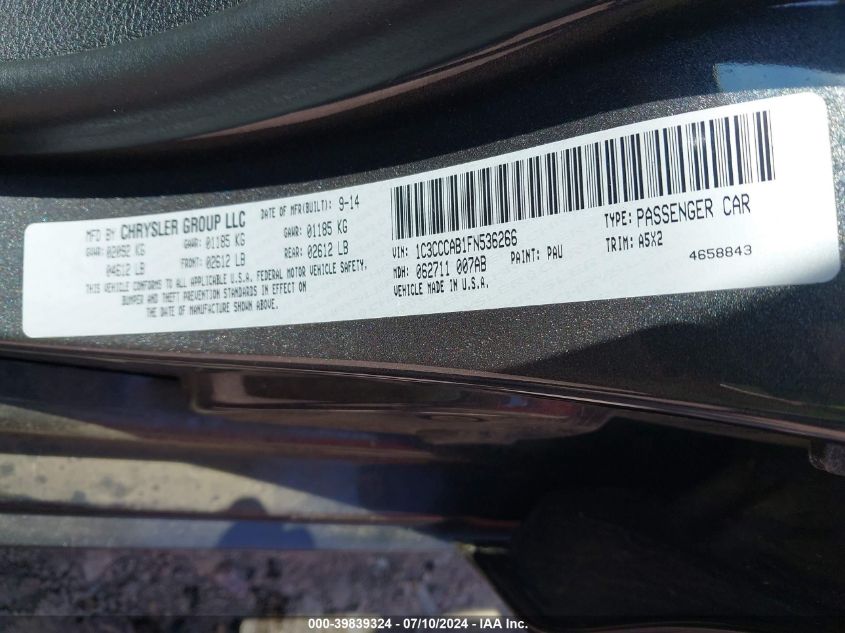 MFD BY CHRYSLER GROUP LLC DATE OF MFR(BUILT): 9-14
GVWR: 02092 KG GAWR: 01185 KG GAWR: 01185 KG
04612 LB FRONT: 02612 LB REAR: 02612 LB
THIS VEHICLE CONFORMS TO ALL APPLICABLE U.S.A. FEDERAL MOTOR VEHICLE SAFETY,
BUMPER AND THEFT PREVENTION STANDARDS IN EFFECT ON
THE DATE OF MANUFACTURE SHOWN ABOVE.
VIN: 1C3CCCAB1FN536266 TYPE: PASSENGER CAR
MDH: 062711 007AB PAINT: PAU TRIM: A5X2
VEHICLE MADE IN U.S.A. 4658843
000-39839324 - 07/10/2024 - IAA Inc.